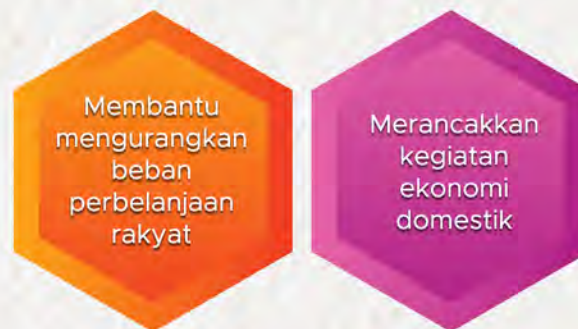 Membantu
mengurangkan
beban
perbelanjaan
rakyat
Merancakkan
kegiatan
ekonomi
domestik